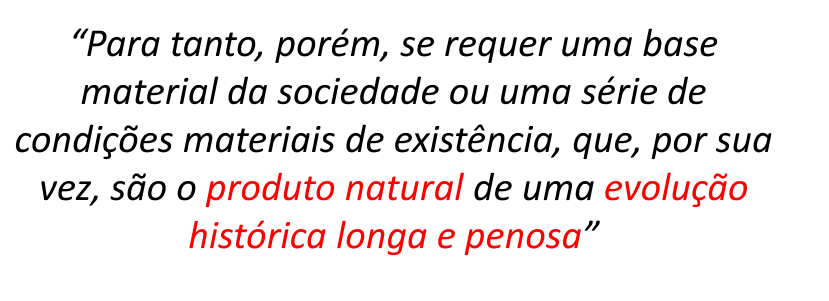 “Para tanto, porém, se requer uma base
material da sociedade ou uma série de
condições materiais de existência, que, por sua
vez, são o produto natural de uma evolução
histórica longa e penosa”